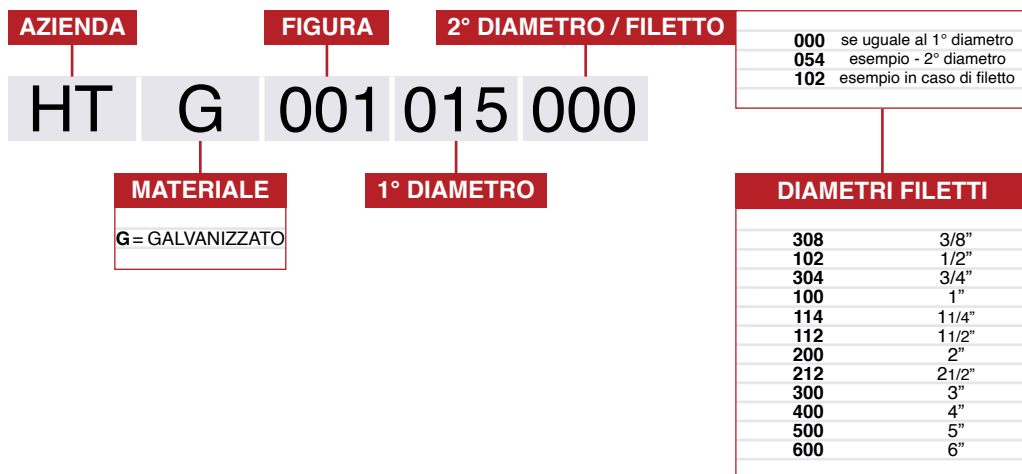 AZIENDA FIGURA 2° DIAMETRO / FILETTO
000 se uguale al 1° diametro
054 esempio - 2° diametro
102 esempio in caso di filetto
HT G 001 015 000
MATERIALE 1° DIAMETRO
G = GALVANIZZATO
DIAMETRI FILETTI
308 3/8”
102 1/2”
304 3/4”
100 1”
114 11/4”
112 11/2”
200 2”
212 21/2”
300 3”
400 4”
500 5”
600 6”